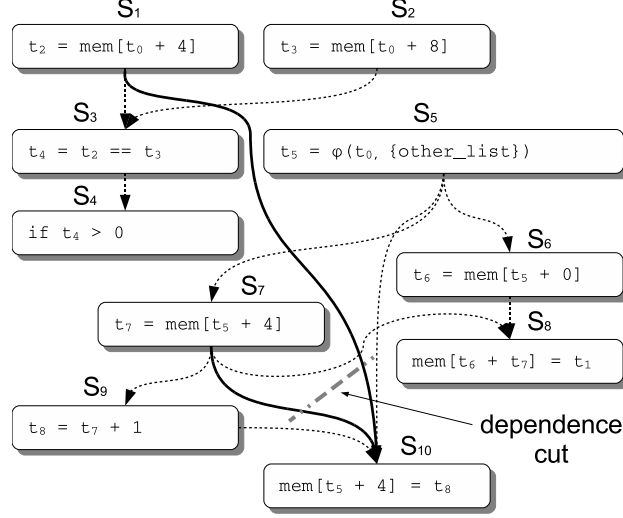 S₁ S₂
t₂ = mem[t₀ + 4] t₃ = mem[t₀ + 8]
S₃ S₅
t₄ = t₂ == t₃ t₅ = φ(t₀, {other_list})
S₄
if t₄ > 0
S₆
t₆ = mem[t₅ + 0]
S₇
t₇ = mem[t₅ + 4]
S₈
mem[t₆ + t₇] = t₁
S₉
t₈ = t₇ + 1
dependence
cut
S₁₀
mem[t₅ + 4] = t₈